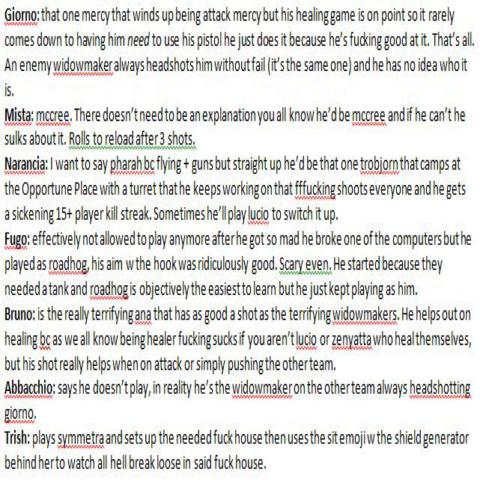 Giorno: that one mercy that winds up being attack mercy but his healing game is on point so it rarely
comes down to having him need to use his pistol he just does it because he's fucking good at it. That's all.
An enemy widowmaker always headshots him without fail (it's the same one) and he has no idea who it
is.
Mista: mccree. There doesn't need to be an explanation you all know he'd be mccree and if he can't he
sulks about it. Rolls to reload after 3 shots.
Narancia: I want to say pharah bc flying + guns but straight up he'd be that one trobjorn that camps at
the Opportune Place with a turret that he keeps working on that fffucking shoots everyone and he gets
a sickening 15+ player kill streak. Sometimes he'll play lucio to switch it up.
Fugo: effectively not allowed to play anymore after he got so mad he broke one of the computers but he
played as roadhog, his aim w the hook was ridiculously good. Scary even. He started because they
needed a tank and roadhog is objectively the easiest to learn but he just kept playing as him.
Bruno: is the really terrifying ana that has as good a shot as the terrifying widowmakers. He helps out on
healing bc as we all know being healer fucking sucks if you aren't lucio or zenyatta who heal themselves,
but his shot really helps when on attack or simply pushing the other team.
Abbacchio: says he doesn't play, in reality he's the widowmaker on the other team always headshotting
giorno.
Trish: plays symmetra and sets up the needed fuck house then uses the sit emoji w the shield generator
behind her to watch all hell break loose in said fuck house.